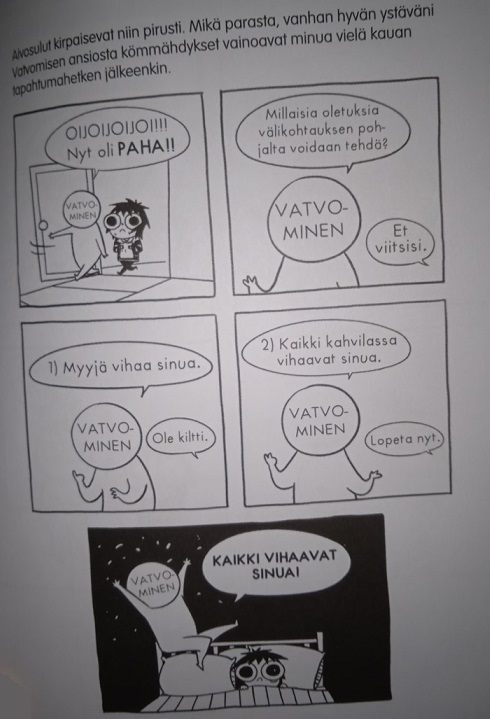 Aivosulut kirpaisevat niin pirusti. Mikä parasta, vanhan hyvän ystäväni
Vatvomisen ansiosta kömmähdykset vainoavat minua vielä kauan
tapahtumahetken jälkeenkin.
OIJOIJOIJOI!!!!
Nyt oli PAHA!!
VATVO-
MINEN
Millaisia oletuksia
välikohtauksen poh-
jalta voidaan tehdä?
VATVO-
MINEN
Et
viitsisi.
1) Myyjä vihaa sinua.
VATVO-
MINEN
Ole kiltti.
2) Kaikki kahvilassa
vihaavat sinua.
VATVO-
MINEN
Lopeta nyt.
KAIKKI VIHAAVAT
SINUA!
VATVO-
MINEN